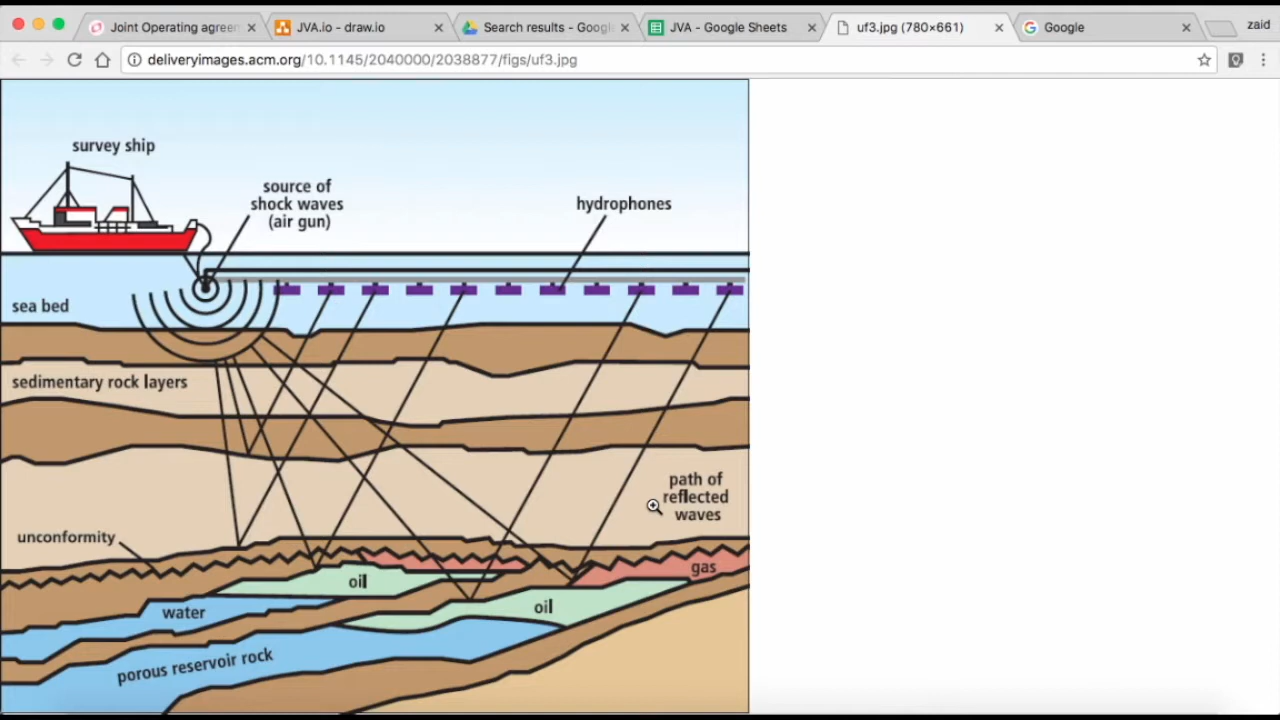 Joint Operating agreer
JVA.io - draw.io
Search results - Googl
JVA - Google Sheets
uf3.jpg (780×661)
Google
zaid
deliveryimages.acm.org/10.1145/2040000/2038877/figs/uf3.jpg
survey ship
source of
shock waves
(air gun)
hydrophones
sea bed
sedimentary rock layers
path of
reflected
waves
unconformity
gas
oil
oil
water
porous reservoir rock